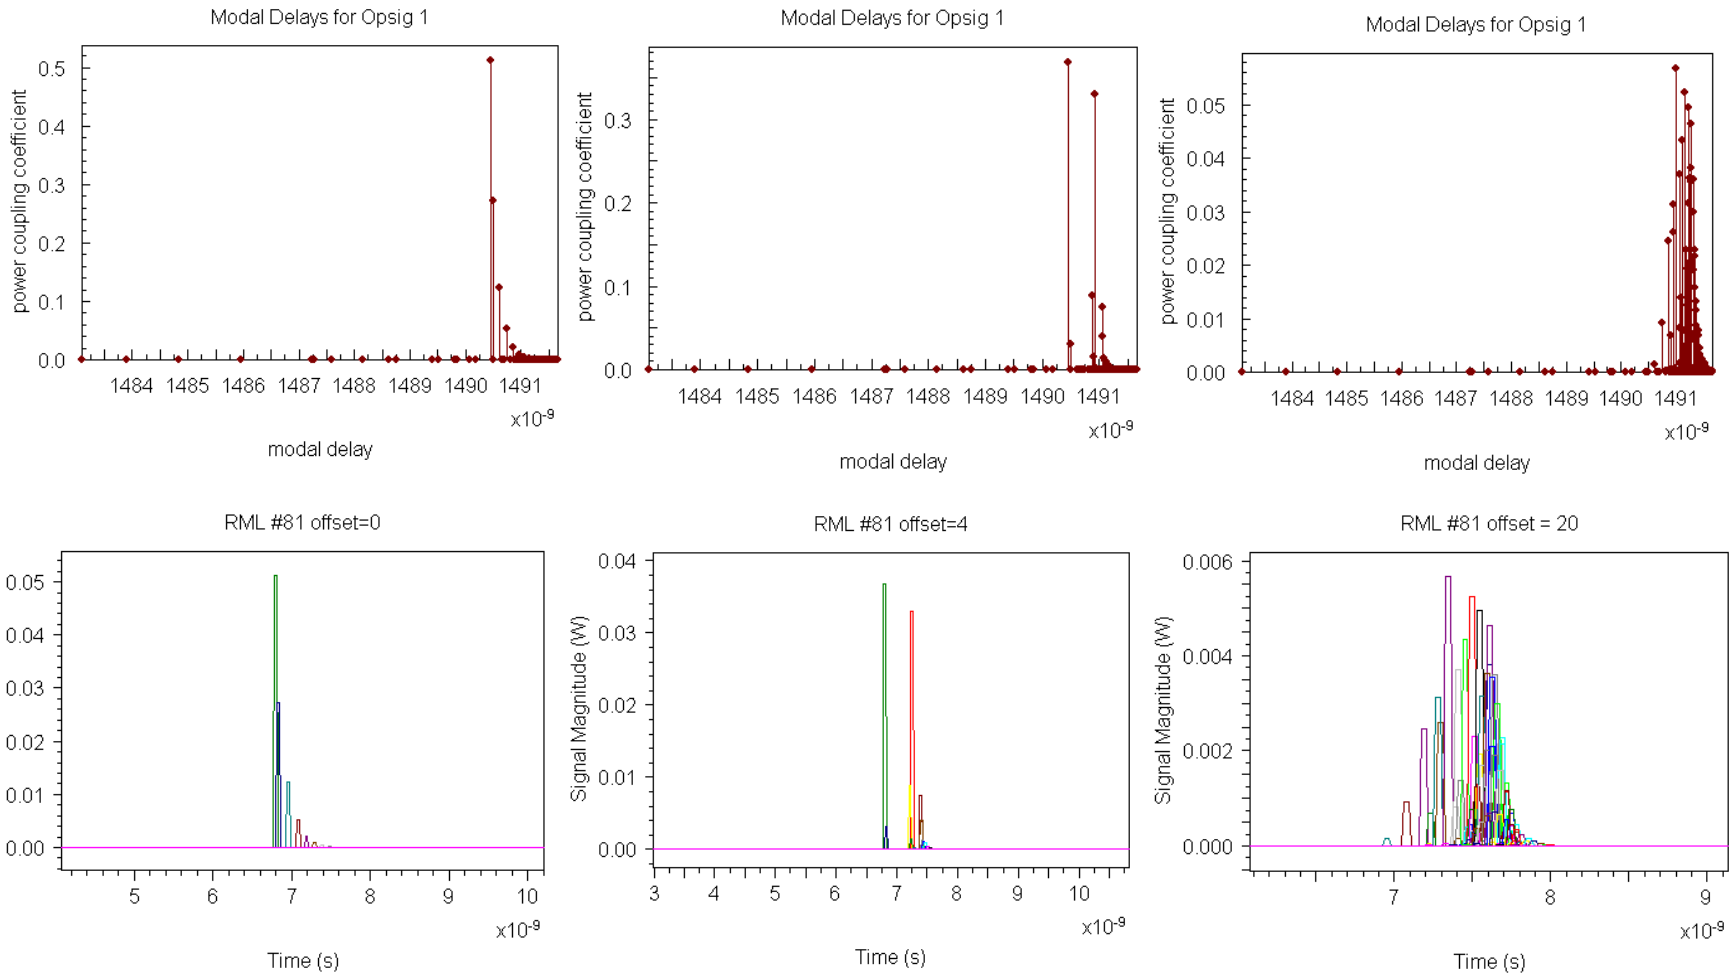 Modal Delays for Opsig 1
power coupling coefficient
0.5
0.4
0.3
0.2
0.1
0.0
1484 1485 1486 1487 1488 1489 1490 1491
x10-9
modal delay
Modal Delays for Opsig 1
power coupling coefficient
0.3
0.2
0.1
0.0
1484 1485 1486 1487 1488 1489 1490 1491
x10-9
modal delay
Modal Delays for Opsig 1
power coupling coefficient
0.05
0.04
0.03
0.02
0.01
0.00
1484 1485 1486 1487 1488 1489 1490 1491
x10-9
modal delay
RML #81 offset=0
0.05
0.04
0.03
0.02
0.01
0.00
5 6 7 8 9 10
x10-9
Time (s)
RML #81 offset=4
Signal Magnitude (W)
0.04
0.03
0.02
0.01
0.00
3 4 5 6 7 8 9 10
x10-9
Time (s)
RML #81 offset = 20
Signal Magnitude (W)
0.006
0.004
0.002
0.000
7 8 9
x10-9
Time (s)